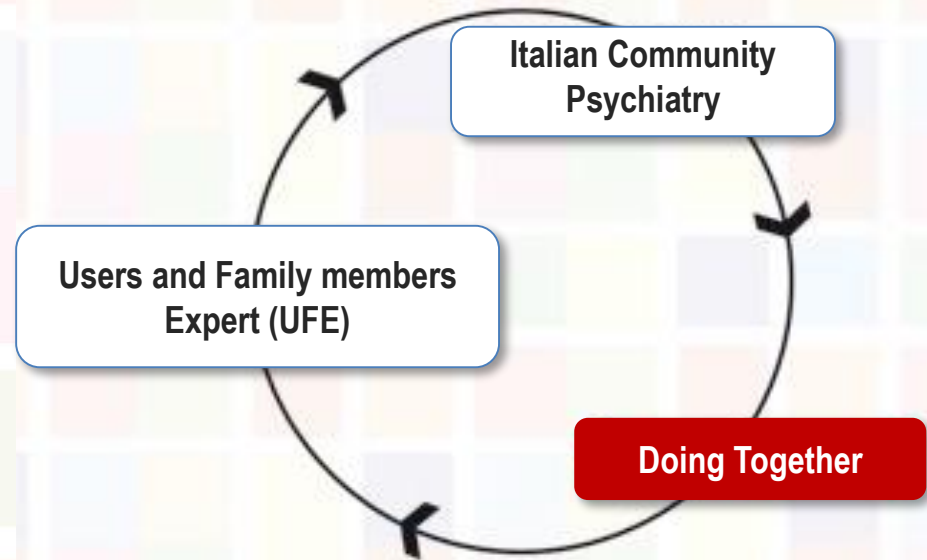 Italian Community
Psychiatry
Users and Family members
Expert (UFE)
Doing Together